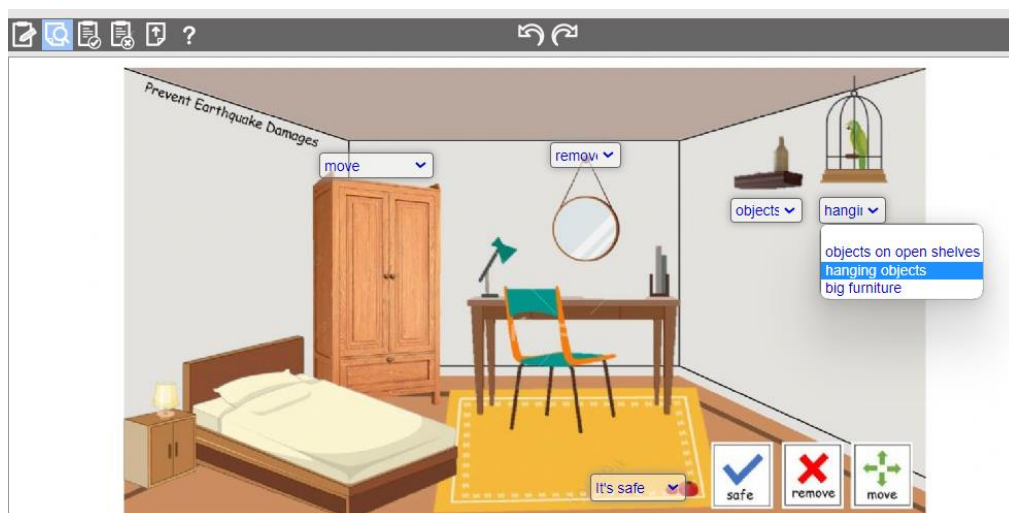 ?
Prevent Earthquake Damages
move
remov
objects
hangir
objects on open shelves
hanging objects
big furniture
It's safe
safe
remove
move